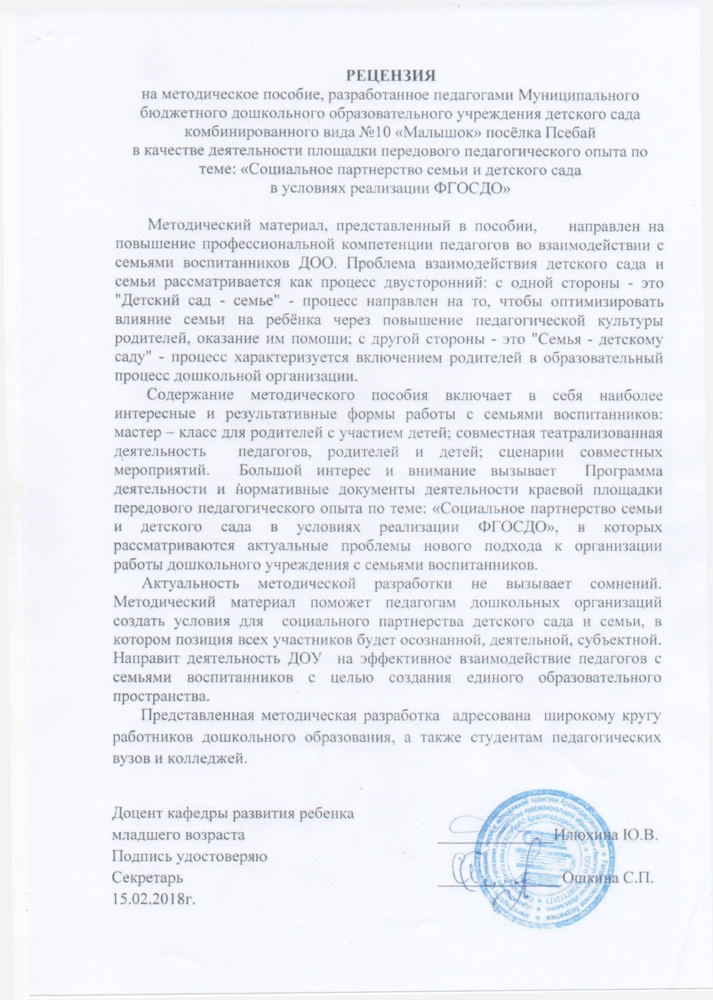 РЕЦЕНЗИЯ
на методическое пособие, разработанное педагогами Муниципального
бюджетного дошкольного образовательного учреждения детского сада
комбинированного вида №10 «Малышок» посёлка Псебай
в качестве деятельности площадки передового педагогического опыта по
теме: «Социальное партнерство семьи и детского сада
в условиях реализации ФГОСДО»
Методический материал, представленный в пособии, направлен на
повышение профессиональной компетенции педагогов во взаимодействии с
семьями воспитанников ДОО. Проблема взаимодействия детского сада и
семьи рассматривается как процесс двусторонний: с одной стороны - это
"Детский сад - семье" - процесс направлен на то, чтобы оптимизировать
влияние семьи на ребёнка через повышение педагогической культуры
родителей, оказание им помощи; с другой стороны - это "Семья - детскому
саду" - процесс характеризуется включением родителей в образовательный
процесс дошкольной организации.
Содержание методического пособия включает в себя наиболее
интересные и результативные формы работы с семьями воспитанников:
мастер – класс для родителей с участием детей; совместная театрализованная
деятельность педагогов, родителей и детей; сценарии совместных
мероприятий. Большой интерес и внимание вызывает Программа
деятельности и нормативные документы деятельности краевой площадки
передового педагогического опыта по теме: «Социальное партнерство семьи
и детского сада в условиях реализации ФГОСДО», в которых
рассматриваются актуальные проблемы нового подхода к организации
работы дошкольного учреждения с семьями воспитанников.
Актуальность методической разработки не вызывает сомнений.
Методический материал поможет педагогам дошкольных организаций
создать условия для социального партнерства детского сада и семьи, в
котором позиция всех участников будет осознанной, деятельной, субъектной.
Направит деятельность ДОУ на эффективное взаимодействие педагогов с
семьями воспитанников с целью создания единого образовательного
пространства.
Представленная методическая разработка адресована широкому кругу
работников дошкольного образования, а также студентам педагогических
вузов и колледжей.
Доцент кафедры развития ребенка
младшего возраста Илюхина Ю.В.
Подпись удостоверяю
Секретарь Ошкина С.П.
15.02.2018г.
молодежной политики Краснодарского края
бюджетное